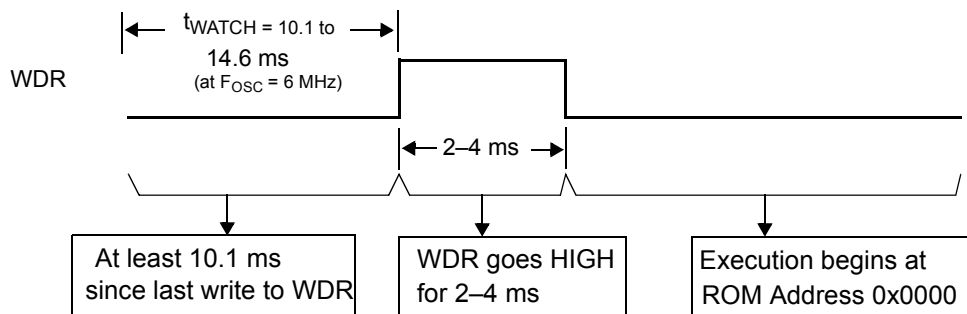 tWATCH = 10.1 to
14.6 ms
(at FOSC = 6 MHz)
WDR
2–4 ms
At least 10.1 ms
since last write to WDR
WDR goes HIGH
for 2–4 ms
Execution begins at
ROM Address 0x0000